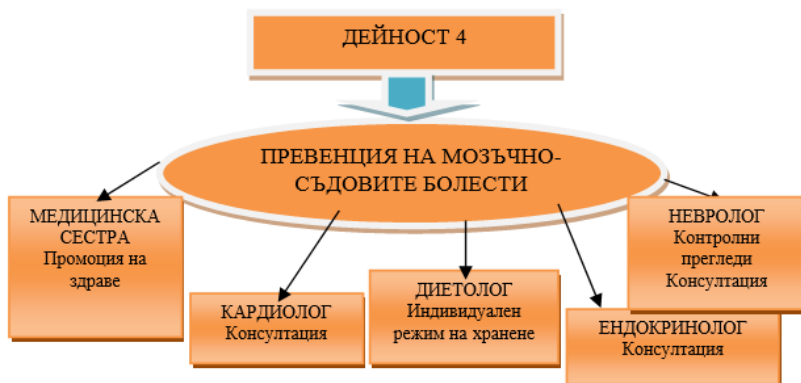 ДЕЙНОСТ 4
ПРЕВЕНЦИЯ НА МОЗЪЧНО-
СЪДОВИТЕ БОЛЕСТИ
МЕДИЦИНСКА
СЕСТРА
Промоция на
здраве
КАРДИОЛОГ
Консултация
ДИЕТОЛОГ
Индивидуален
режим на хранене
ЕНДОКРИНОЛОГ
Консултация
НЕВРОЛОГ
Контролни
прегледи
Консултация